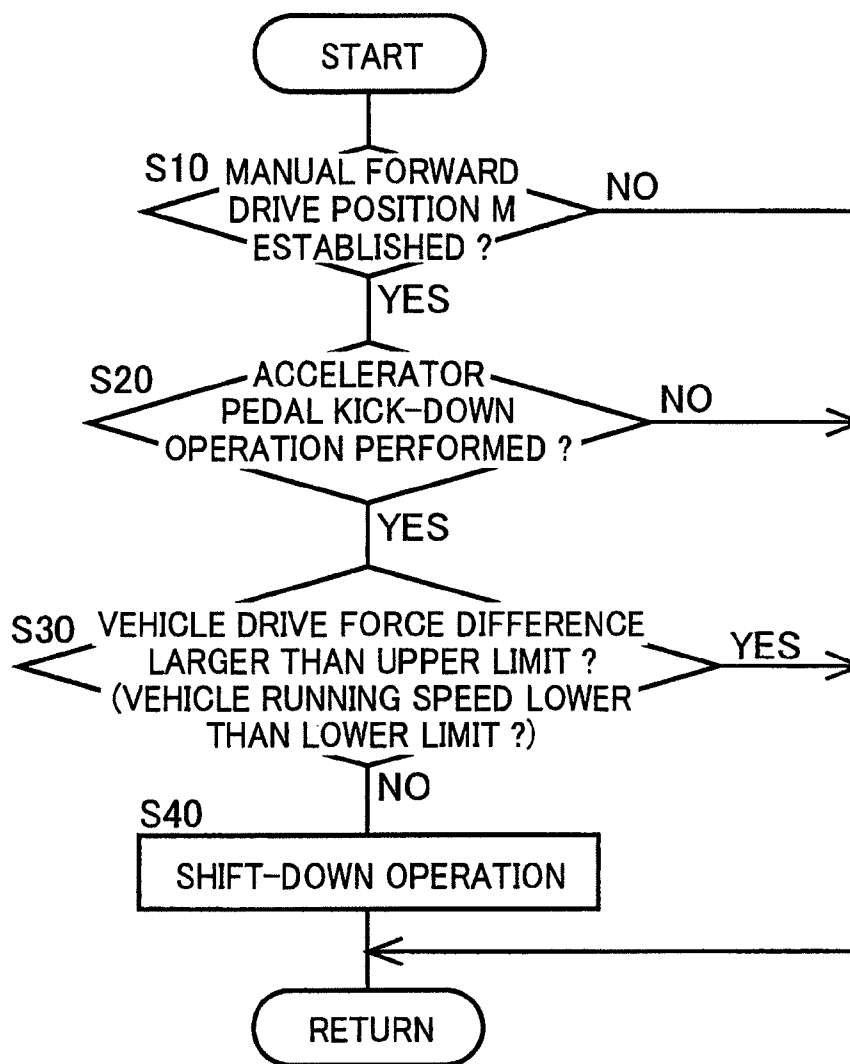 START
S10
MANUAL FORWARD
DRIVE POSITION M
ESTABLISHED ?
NO
YES
S20
ACCELERATOR
PEDAL KICK-DOWN
OPERATION PERFORMED ?
NO
YES
S30
VEHICLE DRIVE FORCE DIFFERENCE
LARGER THAN UPPER LIMIT ?
(VEHICLE RUNNING SPEED LOWER
THAN LOWER LIMIT ?)
YES
NO
S40
SHIFT-DOWN OPERATION
RETURN